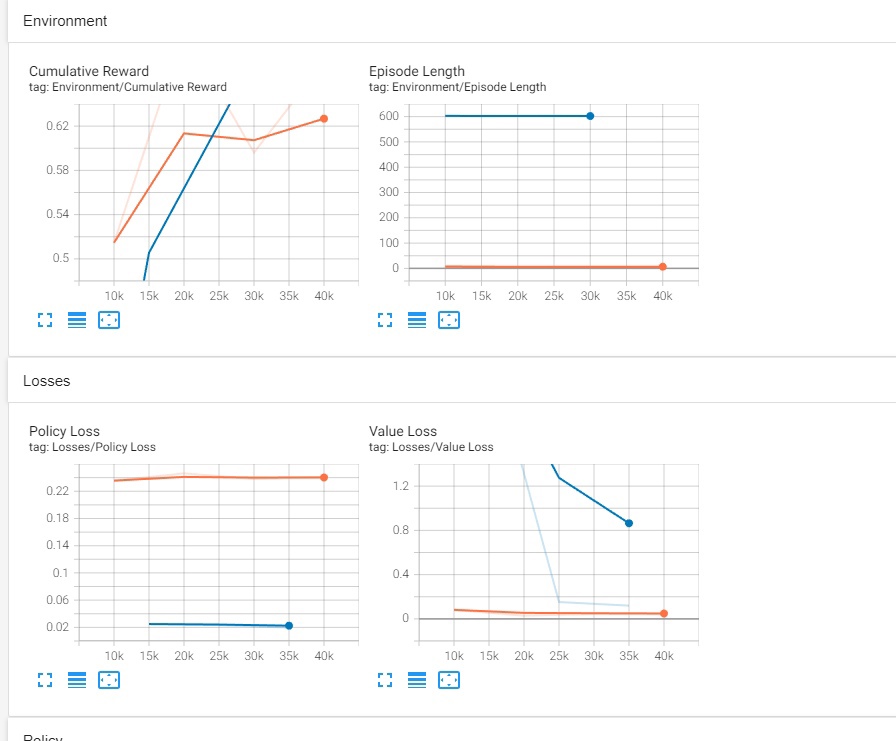 Environment
Cumulative Reward
tag: Environment/Cumulative Reward
0.62
0.58
0.54
0.5
10k 15k 20k 25k 30k 35k 40k
Episode Length
tag: Environment/Episode Length
600
500
400
300
200
100
0
10k 15k 20k 25k 30k 35k 40k
Losses
Policy Loss
tag: Losses/Policy Loss
0.22
0.18
0.14
0.1
0.06
0.02
10k 15k 20k 25k 30k 35k 40k
Value Loss
tag: Losses/Value Loss
1.2
0.8
0.4
0
10k 15k 20k 25k 30k 35k 40k
Policy